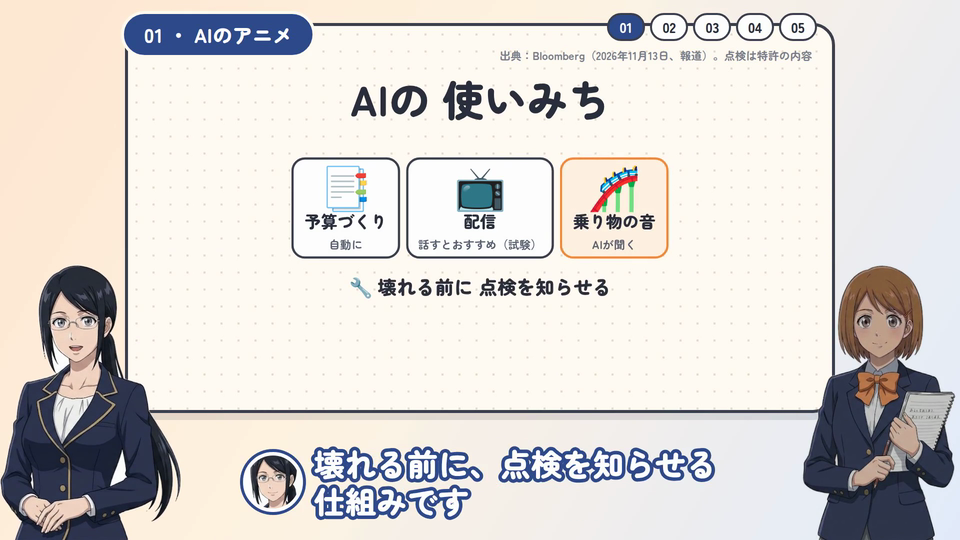 01 ・ AIのアニメ
01 02 03 04 05
出典：Bloomberg（2026年11月13日、報道）。点検は特許の内容
AIの 使いみち
予算づくり
自動に
配信
話すとおすすめ（試験）
乗り物の音
AIが聞く
壊れる前に 点検を知らせる
壊れる前に、点検を知らせる
仕組みです